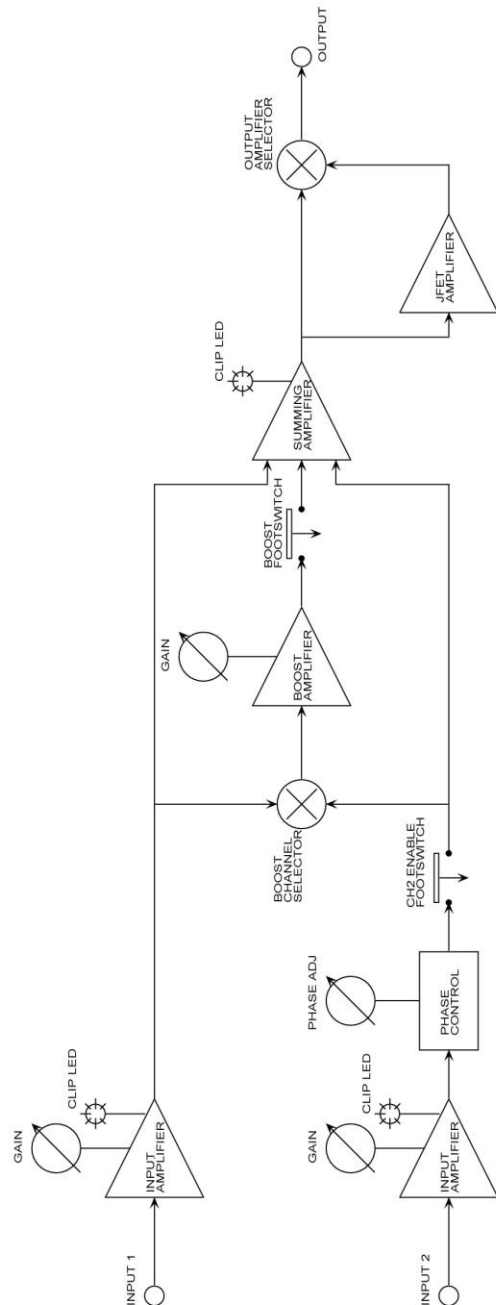 INPUT 1
INPUT
AMPLIFIER
GAIN
CLIP LED
INPUT 2
INPUT
AMPLIFIER
GAIN
CLIP LED
PHASE
CONTROL
PHASE ADJ
CH2 ENABLE
FOOTSWITCH
BOOST
CHANNEL
SELECTOR
BOOST
AMPLIFIER
GAIN
BOOST
FOOTSWITCH
SUMMING
AMPLIFIER
CLIP LED
JFET
AMPLIFIER
OUTPUT
AMPLIFIER
SELECTOR
OUTPUT